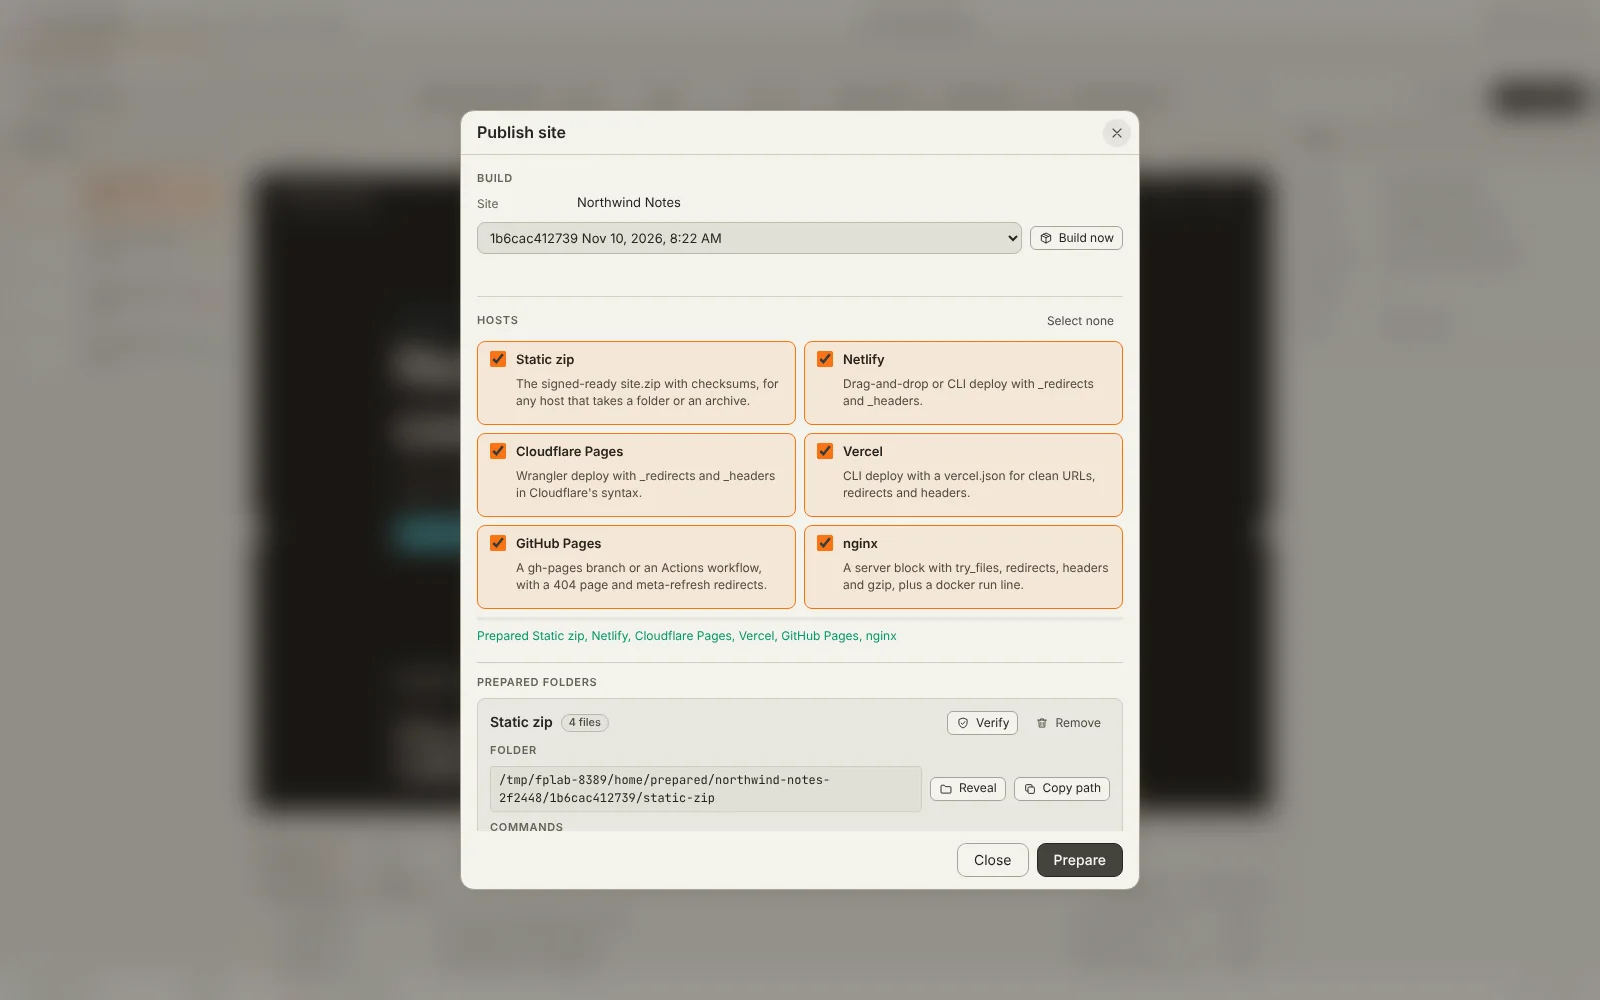 Publish site
BUILD
Site Northwind Notes
1b6cac412739 Nov 10, 2026, 8:22 AM
Build now
HOSTS
Select none
Static zip
The signed-ready site.zip with checksums, for
any host that takes a folder or an archive.
Netlify
Drag-and-drop or CLI deploy with _redirects
and _headers.
Cloudflare Pages
Wrangler deploy with _redirects and _headers
in Cloudflare's syntax.
Vercel
CLI deploy with a vercel.json for clean URLs,
redirects and headers.
GitHub Pages
A gh-pages branch or an Actions workflow,
with a 404 page and meta-refresh redirects.
nginx
A server block with try_files, redirects, headers
and gzip, plus a docker run line.
Prepared Static zip, Netlify, Cloudflare Pages, Vercel, GitHub Pages, nginx
PREPARED FOLDERS
Static zip 4 files
Verify
Remove
FOLDER
/tmp/fplab-8389/home/prepared/northwind-notes-
2f2448/1b6cac412739/static-zip
Reveal
Copy path
COMMANDS
Close
Prepare